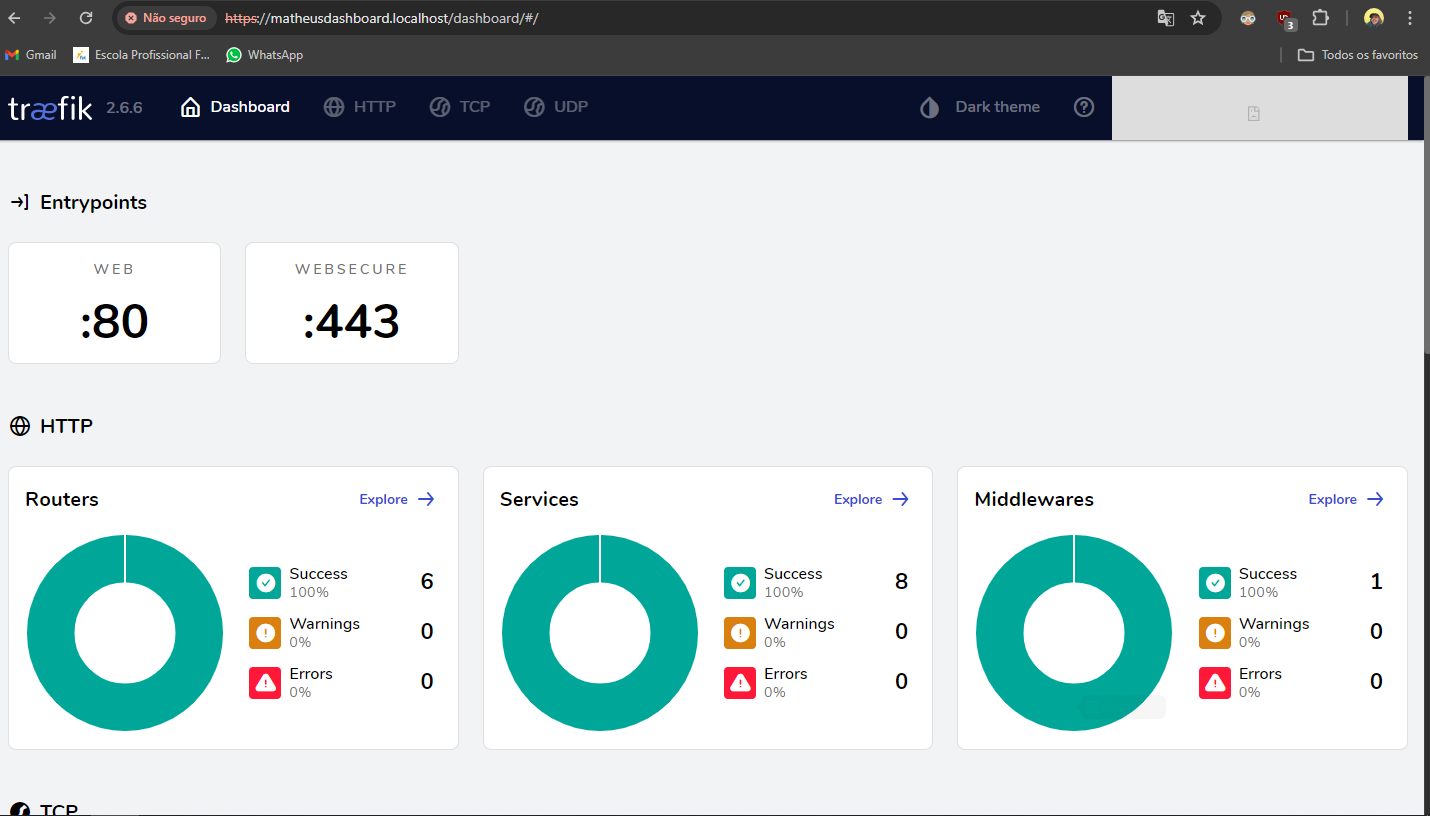 Não seguro https://matheusdashboard.localhost/dashboard/#/ 3
Gmail Escola Profissional F... WhatsApp Todos os favoritos
træfik 2.6.6 Dashboard HTTP TCP UDP Dark theme
Entrypoints
WEB WEBSECURE
:80 :443
HTTP
Routers Explore Services Explore Middlewares Explore
Success 6 Success 8 Success 1
100% 100% 100%
Warnings 0 Warnings 0 Warnings 0
0% 0% 0%
Errors 0 Errors 0 Errors 0
0% 0% 0%
TCP